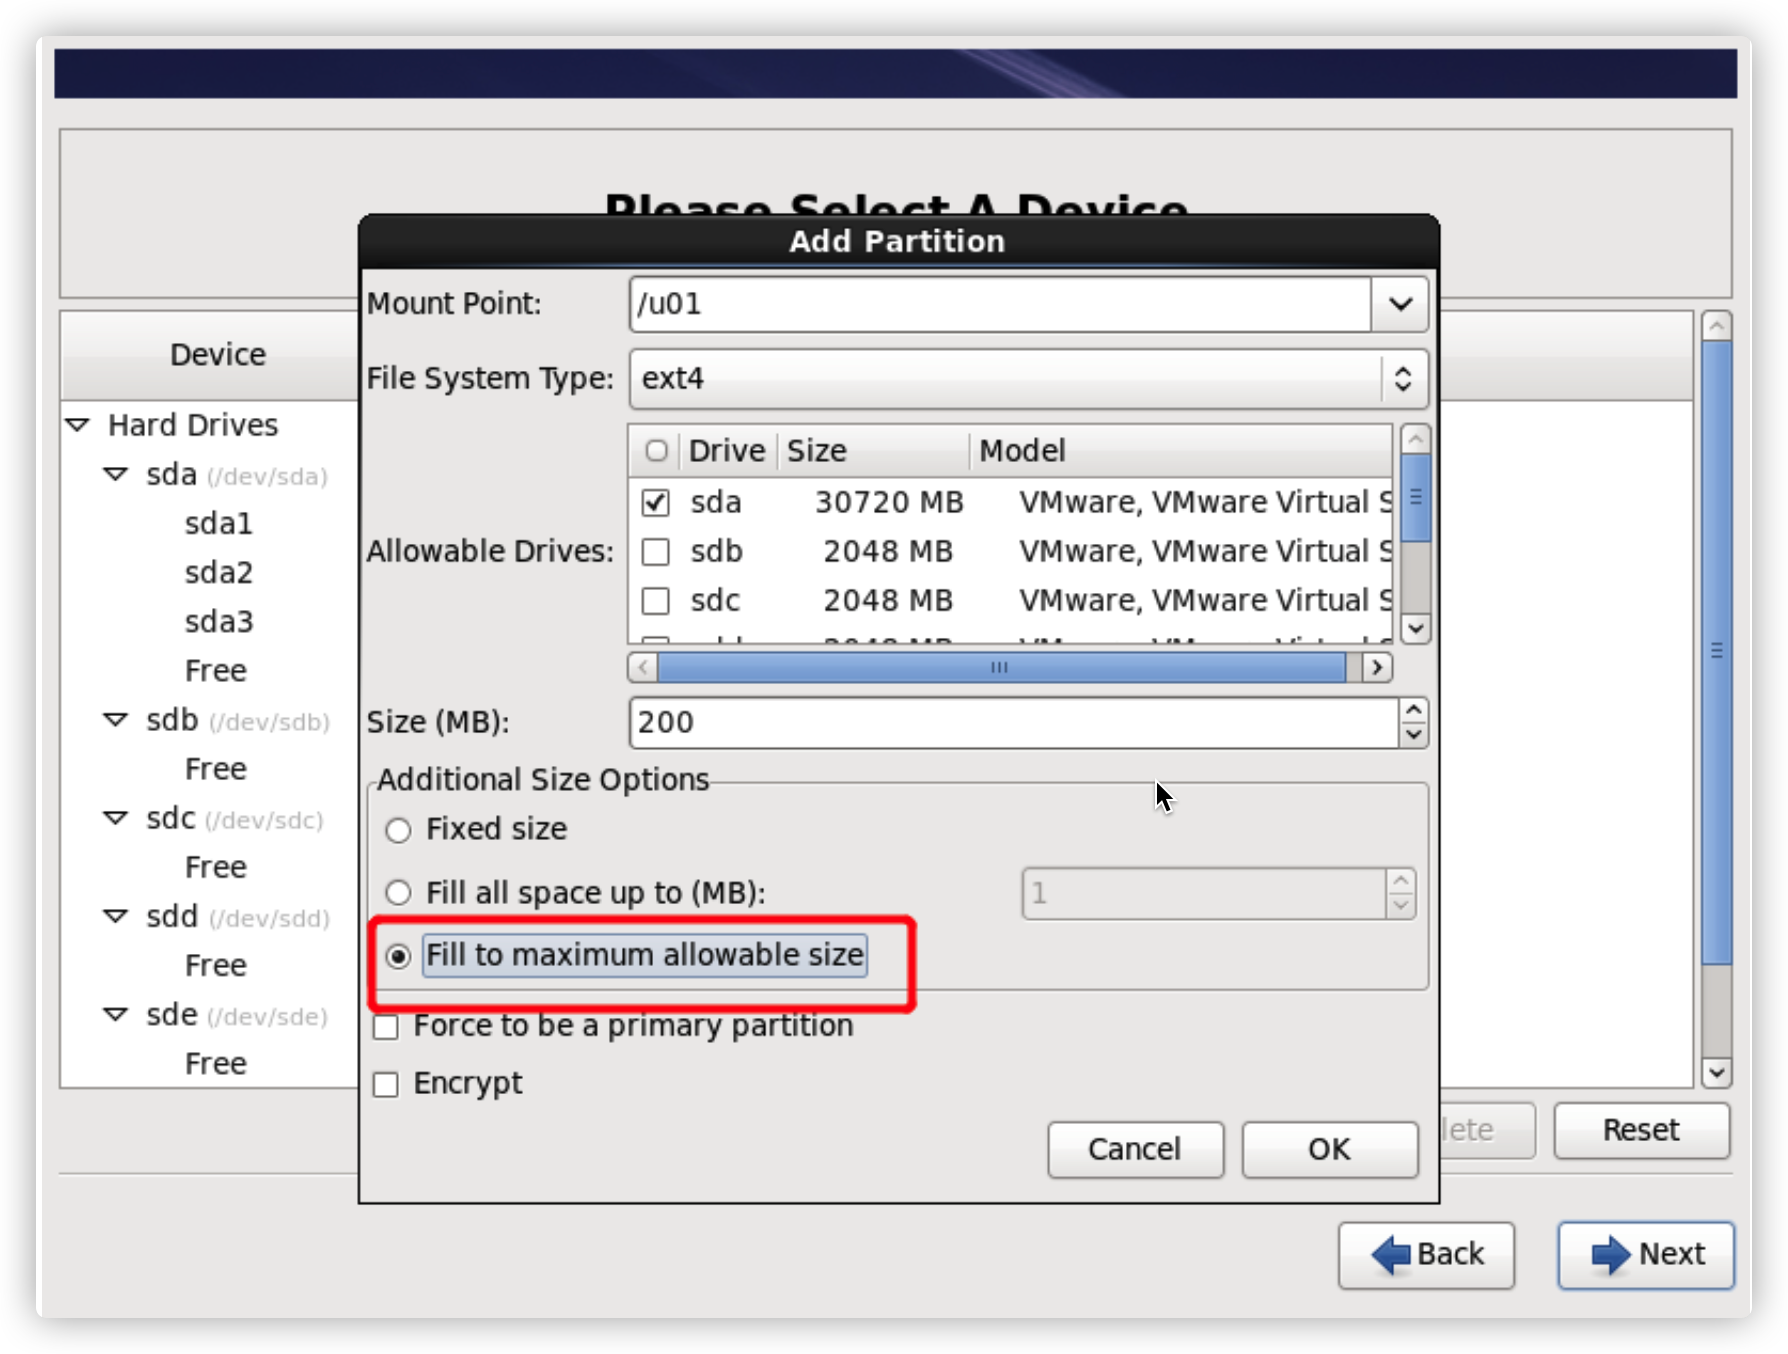 Please Select A Device
Add Partition
Mount Point: /u01
File System Type: ext4
Device
Hard Drives
sda (/dev/sda)
sda1
sda2
sda3
Free
sdb (/dev/sdb)
Free
sdc (/dev/sdc)
Free
sdd (/dev/sdd)
Free
sde (/dev/sde)
Free
Allowable Drives:
Drive Size Model
sda 30720 MB VMware, VMware Virtual S
sdb 2048 MB VMware, VMware Virtual S
sdc 2048 MB VMware, VMware Virtual S
Size (MB): 200
Additional Size Options
Fixed size
Fill all space up to (MB): 1
Fill to maximum allowable size
Force to be a primary partition
Encrypt
Cancel OK
lete Reset
Back Next